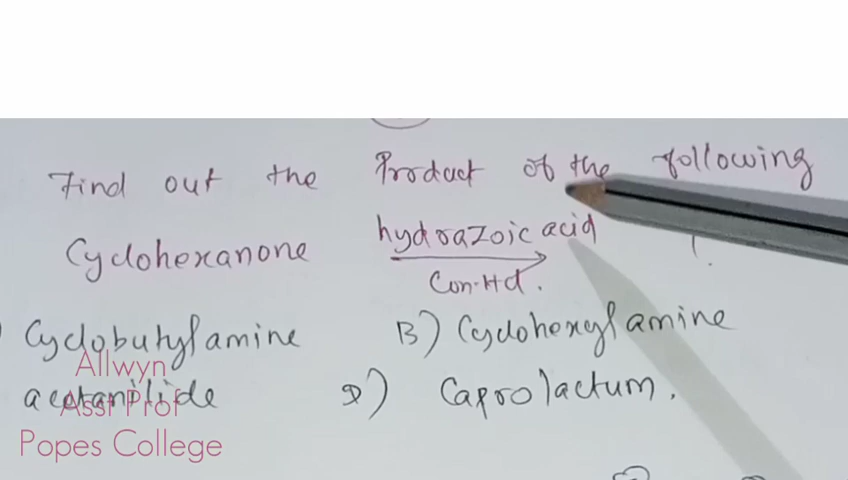 Find out the Product of the following
Cyclohexanone hydrazoic acid
Con·Hcl.
) Cyclobutylamine B) Cyclohexylamine
acetanilide D) Caprolactum.
Allwyn
Asst Prof
Popes College